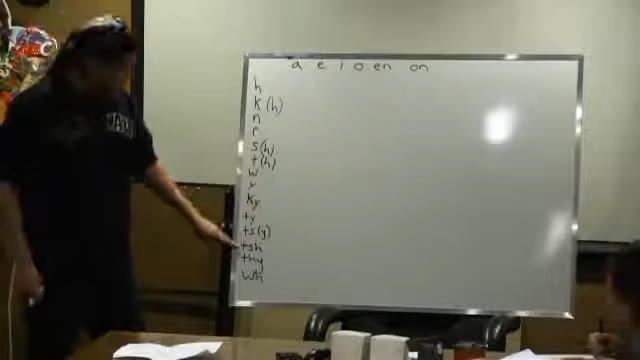 a e i o en on
h
k (h)
n
r
s (h)
t (h)
w
y
ky
ty
ts (y)
tsh
thy
wh